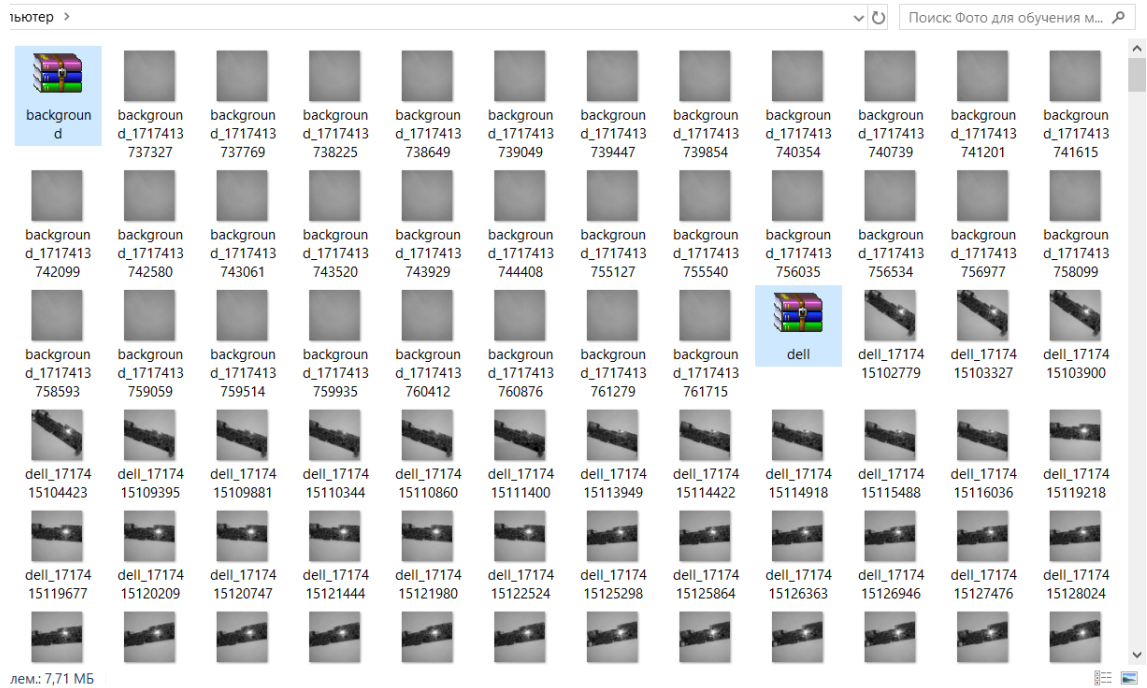 пьютер >
Поиск: Фото для обучения м...
backgroun backgroun backgroun backgroun backgroun backgroun backgroun backgroun backgroun backgroun backgroun backgroun
d d_1717413 d_1717413 d_1717413 d_1717413 d_1717413 d_1717413 d_1717413 d_1717413 d_1717413 d_1717413 d_1717413
737327 737769 738225 738649 739049 739447 739854 740354 740739 741201 741615
backgroun backgroun backgroun backgroun backgroun backgroun backgroun backgroun backgroun backgroun backgroun backgroun
d_1717413 d_1717413 d_1717413 d_1717413 d_1717413 d_1717413 d_1717413 d_1717413 d_1717413 d_1717413 d_1717413 d_1717413
742099 742580 743061 743520 743929 744408 755127 755540 756035 756534 756977 758099
backgroun backgroun backgroun backgroun backgroun backgroun backgroun backgroun dell dell_17174 dell_17174 dell_17174
d_1717413 d_1717413 d_1717413 d_1717413 d_1717413 d_1717413 d_1717413 d_1717413 15102779 15103327 15103900
758593 759059 759514 759935 760412 760876 761279 761715
dell_17174 dell_17174 dell_17174 dell_17174 dell_17174 dell_17174 dell_17174 dell_17174 dell_17174 dell_17174 dell_17174 dell_17174
15104423 15109395 15109881 15110344 15110860 15111400 15113949 15114422 15114918 15115488 15116036 15119218
dell_17174 dell_17174 dell_17174 dell_17174 dell_17174 dell_17174 dell_17174 dell_17174 dell_17174 dell_17174 dell_17174 dell_17174
15119677 15120209 15120747 15121444 15121980 15122524 15125298 15125864 15126363 15126946 15127476 15128024
лем.: 7,71 МБ